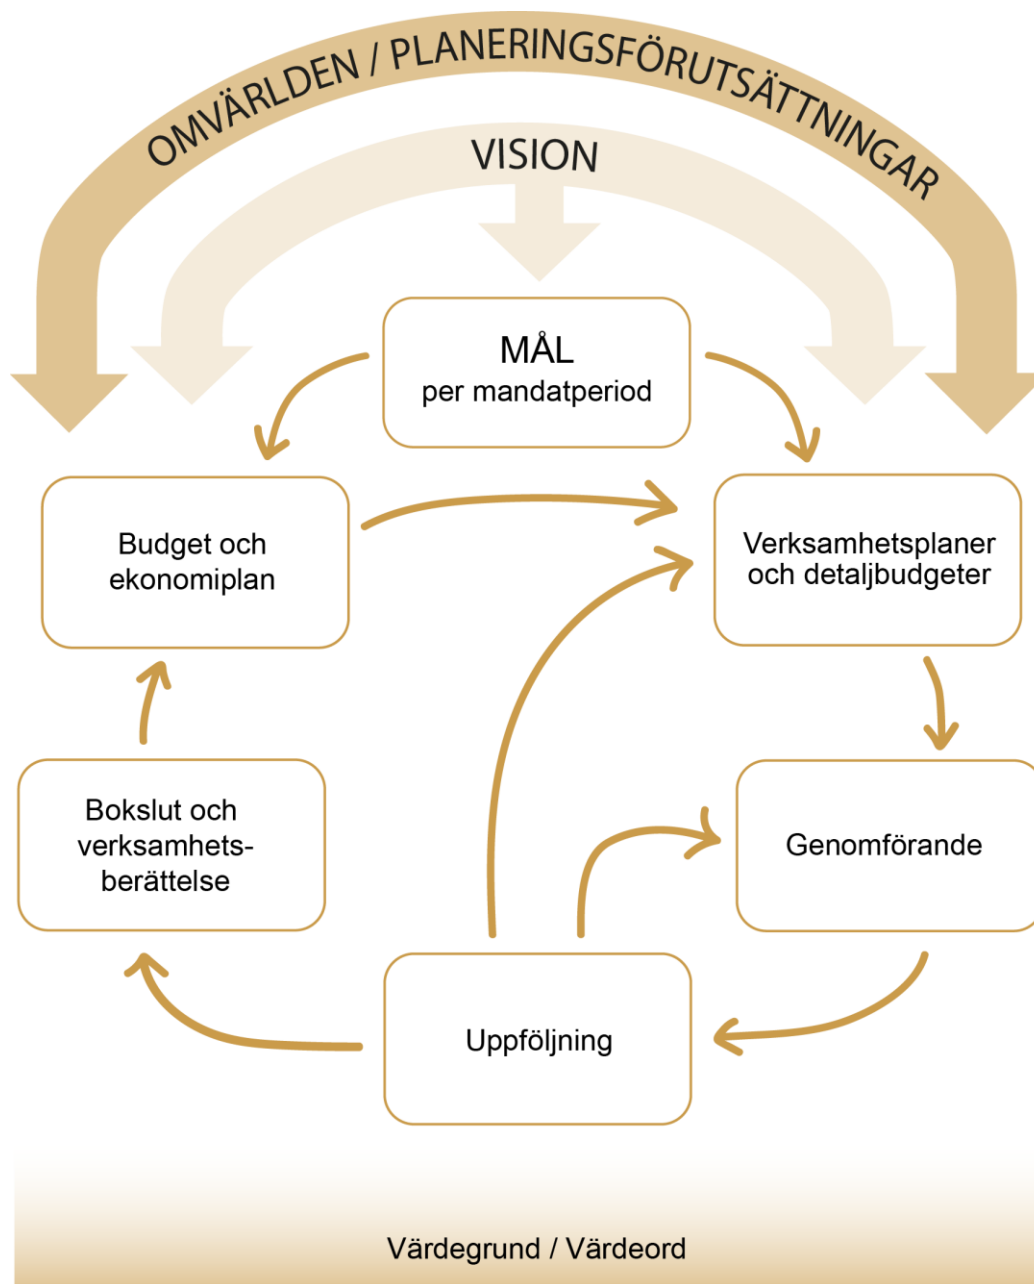 OMVÄRLDEN / PLANERINGSFÖRUTSÄTTNINGAR
VISION
MÅL
per mandatperiod
Budget och
ekonomiplan
Verksamhetsplaner
och detaljbudgeter
Bokslut och
verksamhets-
berättelse
Genomförande
Uppföljning
Värdegrund / Värdeord